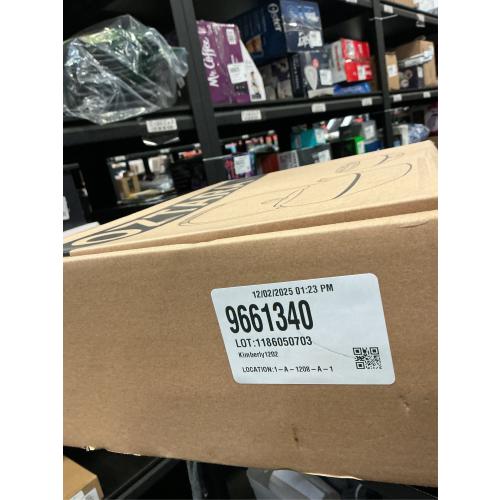 Mr. Coffee
12/02/2025 01:23 PM
9661340
LOT:1186050703
Kimberly1202
LOCATION:1-A-1208-A-1